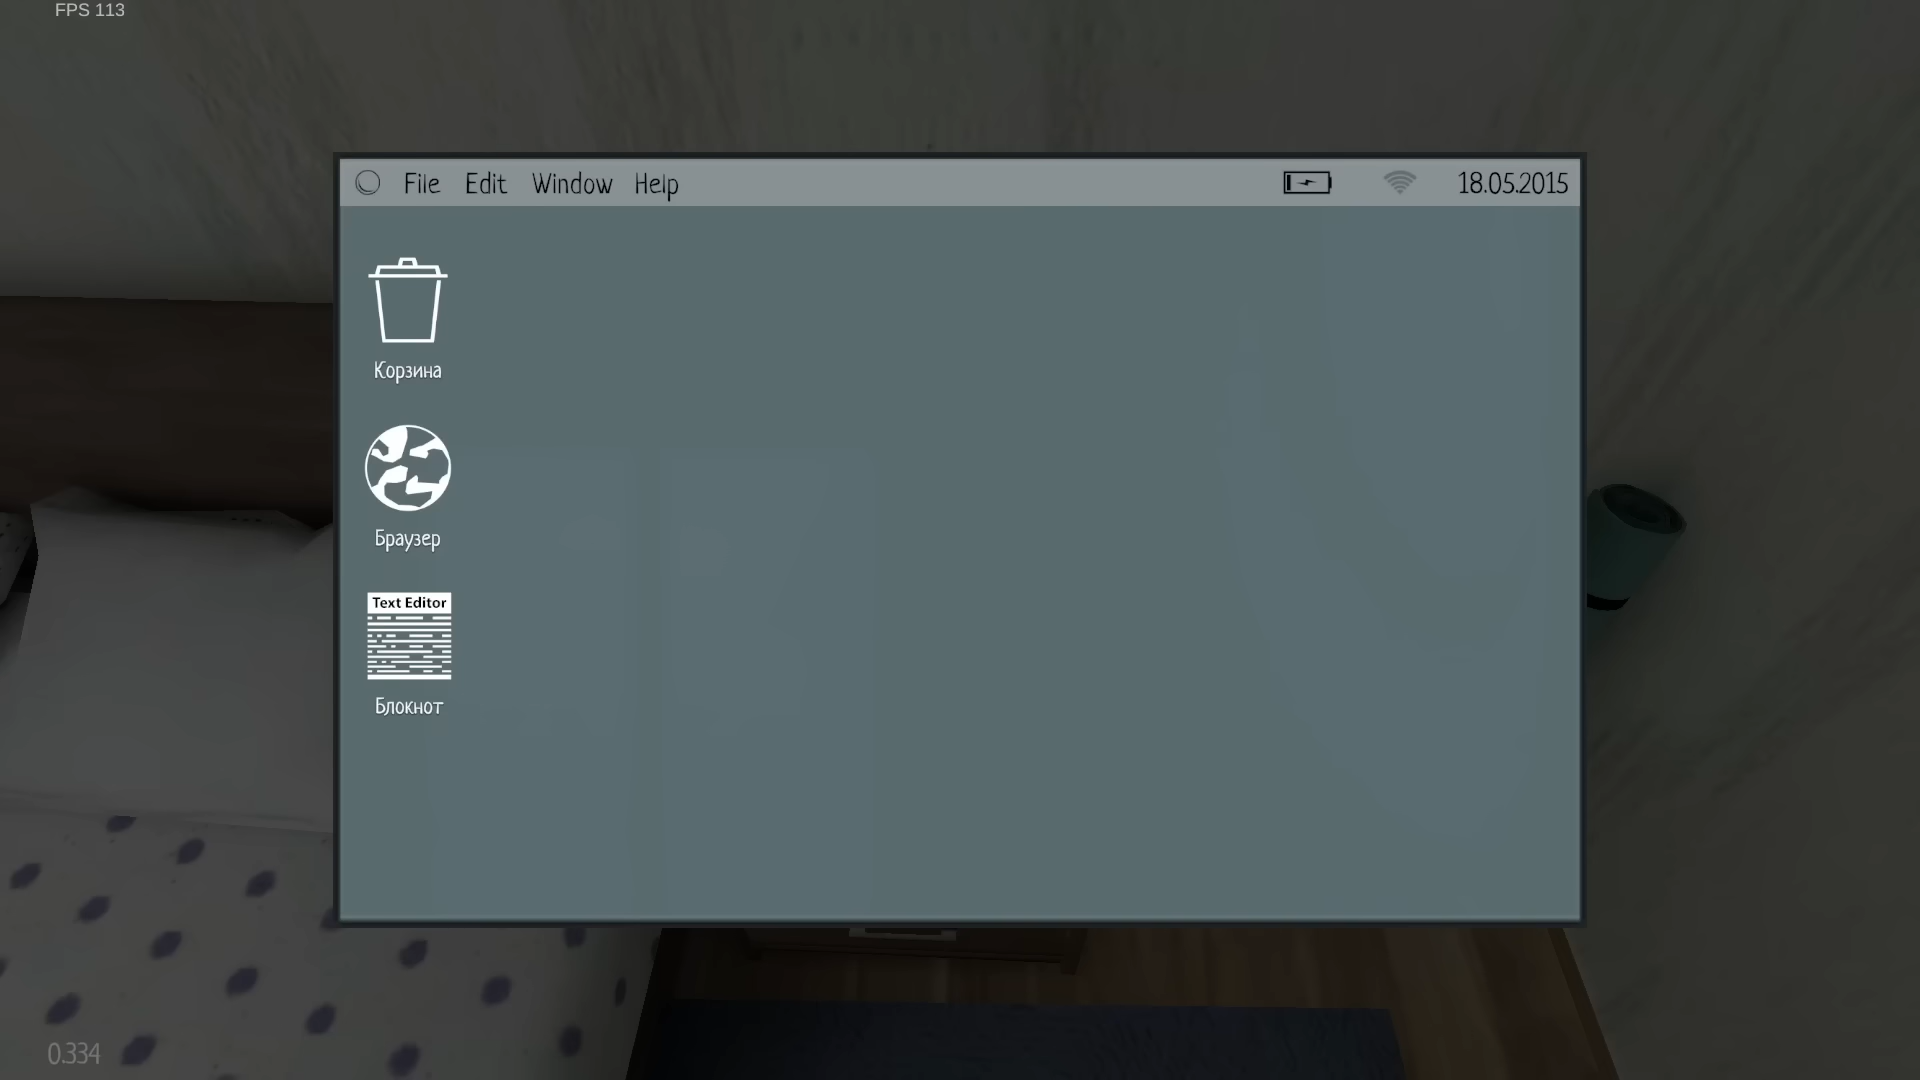 FPS 113
File Edit Window Help 18.05.2015
Корзина
Браузер
Text Editor
Блокнот
0.334